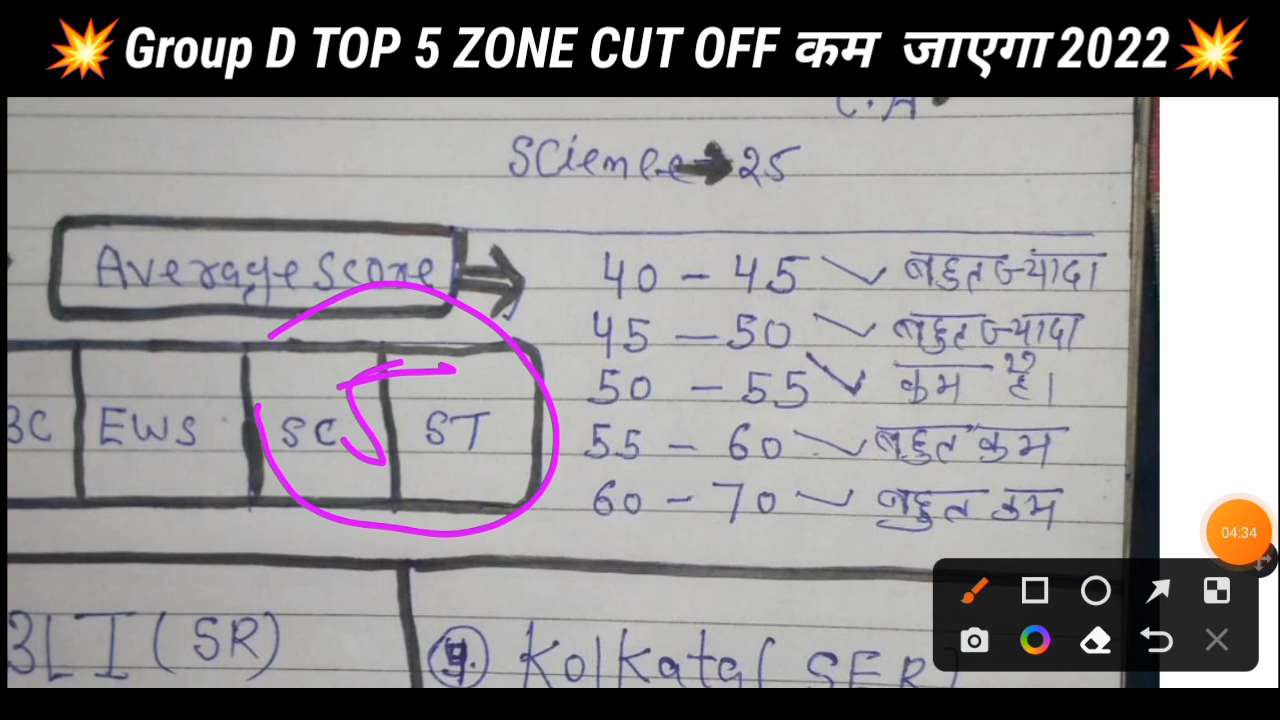 Group D TOP 5 ZONE CUT OFF कम जाएगा 2022
Science → 25
Average Score
40 - 45 बहुत ज्यादा
45 - 50 बहुत ज्यादा
50 - 55 कम है।
55 - 60 बहुत कम
60 - 70 बहुत कम
BC EWS SC ST
BLI (SR)
4. Kolkata (SER)
04:34